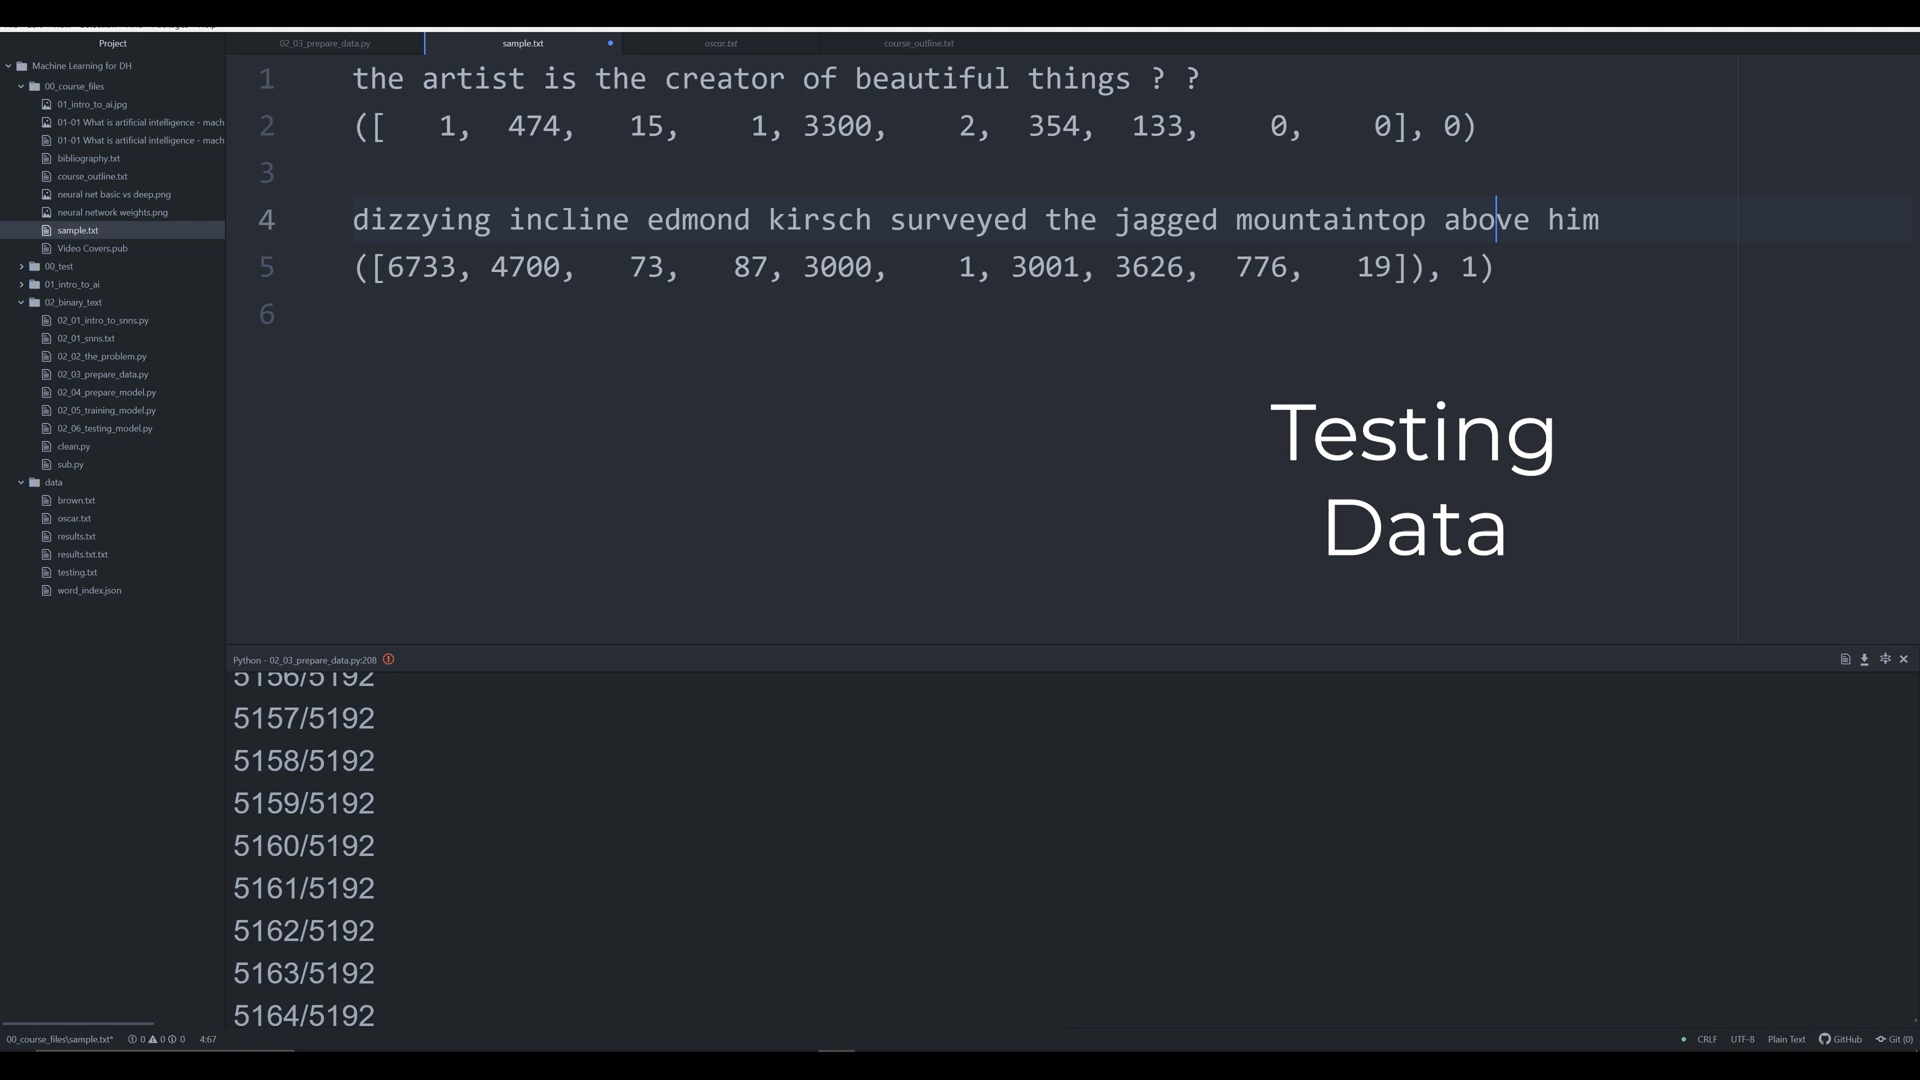 Project
02_03_prepare_data.py
sample.txt
oscar.txt
course_outline.txt
Machine Learning for DH
00_course_files
01_intro_to_ai.jpg
01-01 What is artificial intelligence - mach
01-01 What is artificial intelligence - mach
bibliography.txt
course_outline.txt
neural net basic vs deep.png
neural network weights.png
sample.txt
Video Covers.pub
00_test
01_intro_to_ai
02_binary_text
02_01_intro_to_snns.py
02_01_snns.txt
02_02_the_problem.py
02_03_prepare_data.py
02_04_prepare_model.py
02_05_training_model.py
02_06_testing_model.py
clean.py
sub.py
data
brown.txt
oscar.txt
results.txt
results.txt.txt
testing.txt
word_index.json
1 the artist is the creator of beautiful things ? ?
2 ([ 1, 474, 15, 1, 3300, 2, 354, 133, 0, 0], 0)
3
4 dizzying incline edmond kirsch surveyed the jagged mountaintop above him
5 ([6733, 4700, 73, 87, 3000, 1, 3001, 3626, 776, 19]), 1)
6
Testing
Data
Python - 02_03_prepare_data.py:208
5156/5192
5157/5192
5158/5192
5159/5192
5160/5192
5161/5192
5162/5192
5163/5192
5164/5192
00_course_files\sample.txt* 0 0 0 4:67 CRLF UTF-8 Plain Text GitHub Git (0)